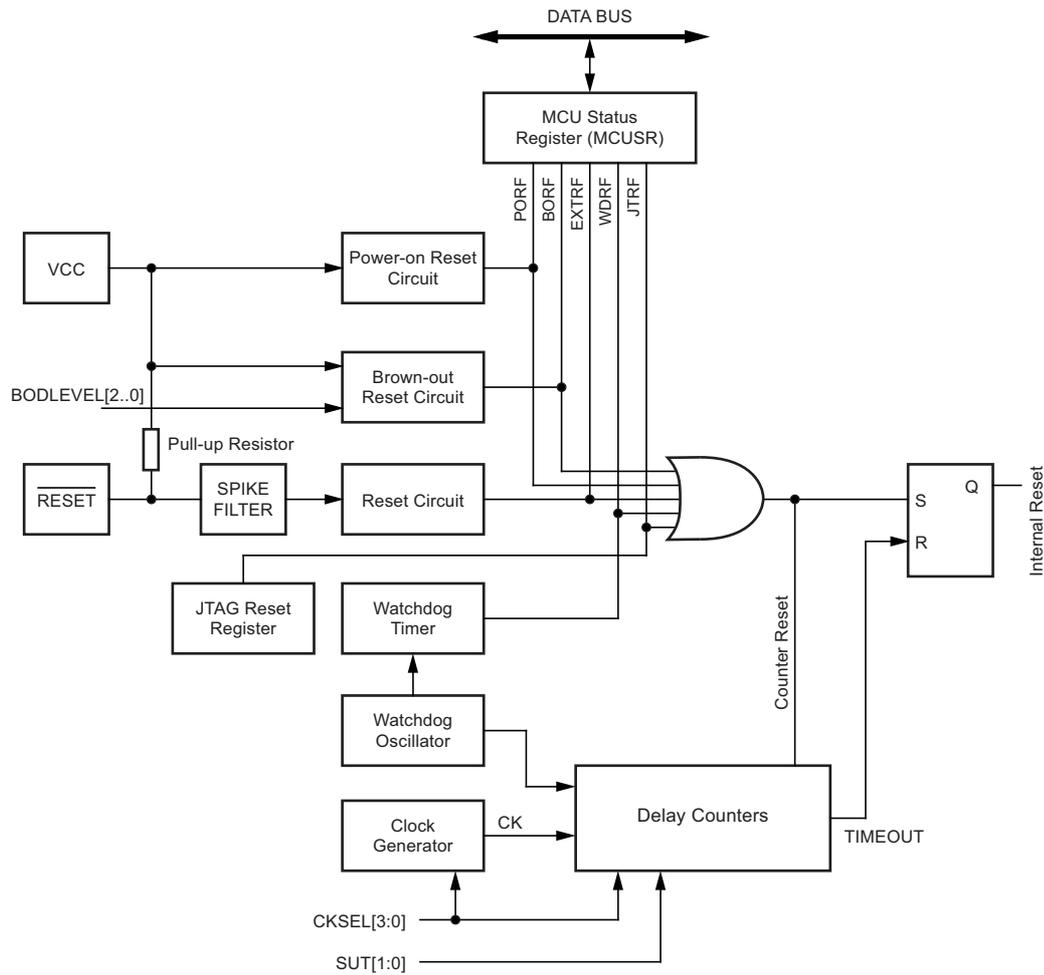 DATA BUS
MCU Status
Register (MCUSR)
PORF
BORF
EXTRF
WDRF
JTRF
VCC
Power-on Reset
Circuit
Brown-out
Reset Circuit
BODLEVEL[2..0]
Pull-up Resistor
RESET
SPIKE
FILTER
Reset Circuit
S
Q
R
Internal Reset
JTAG Reset
Register
Watchdog
Timer
Counter Reset
Watchdog
Oscillator
Clock
Generator
CK
Delay Counters
TIMEOUT
CKSEL[3:0]
SUT[1:0]